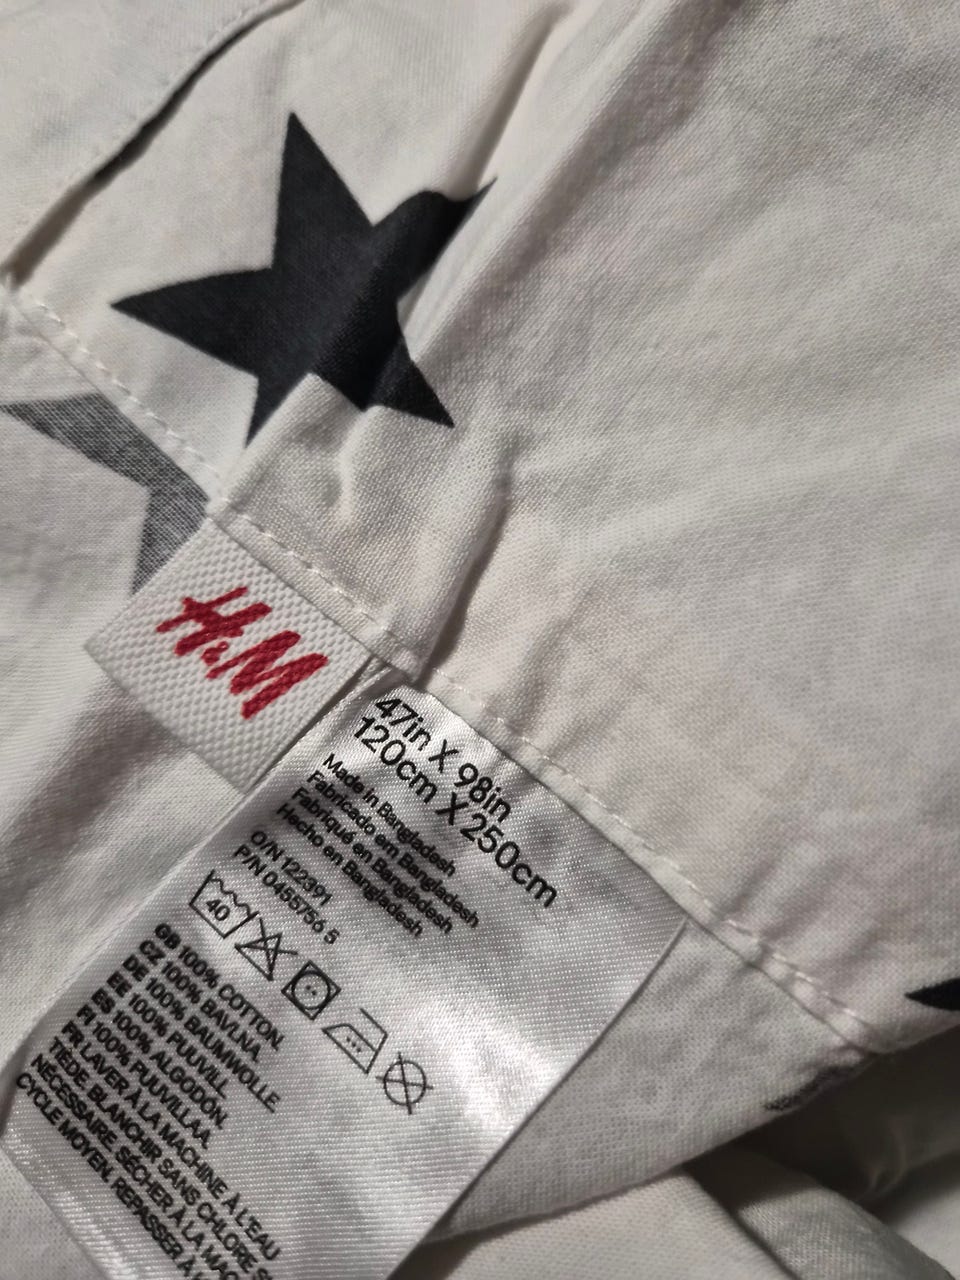 H&M
47in X 98in
120cm X 250cm
Made in Bangladesh
Fabricado em Bangladesh
Fabriqué en Bangladesh
Hecho en Bangladesh
O/N 122391
P/N 0455756 5
40
GB 100% COTTON.
CZ 100% BAVLNA.
DE 100% BAUMWOLLE.
EE 100% PUUVILL.
ES 100% ALGODON.
FI 100% PUUVILLAA.
FR LAVER À LA MACHINE À L'EAU
TIÈDE, BLANCHIR SANS CHLORE SI
NÉCESSAIRE, SÉCHER À LA MAC
CYCLE MOYEN, REPASSER À